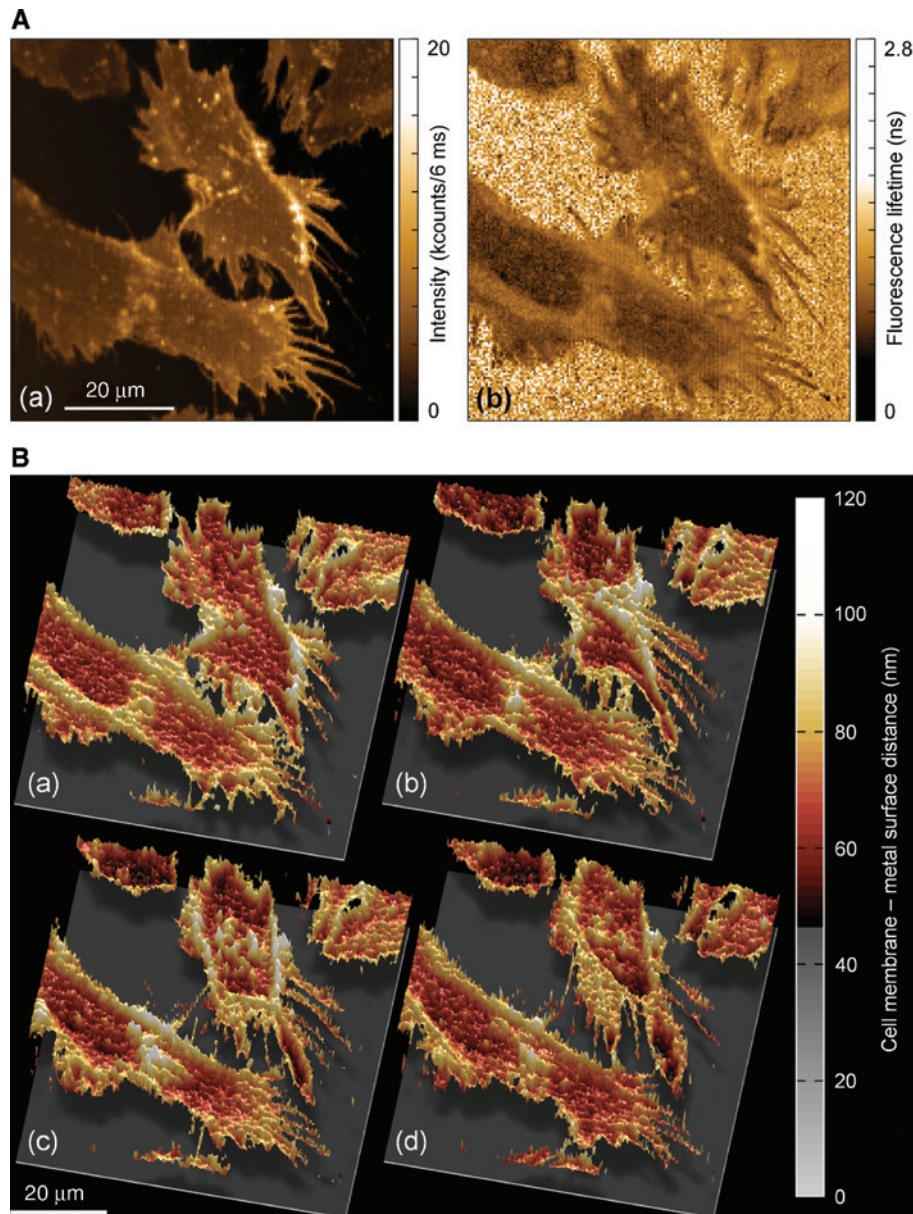 A
20
Intensity (kcounts/6 ms)
0
(a)
20 μm
2.8
Fluorescence lifetime (ns)
0
(b)
B
(a)
(b)
(c)
(d)
20 μm
120
100
80
60
40
20
0
Cell membrane – metal surface distance (nm)